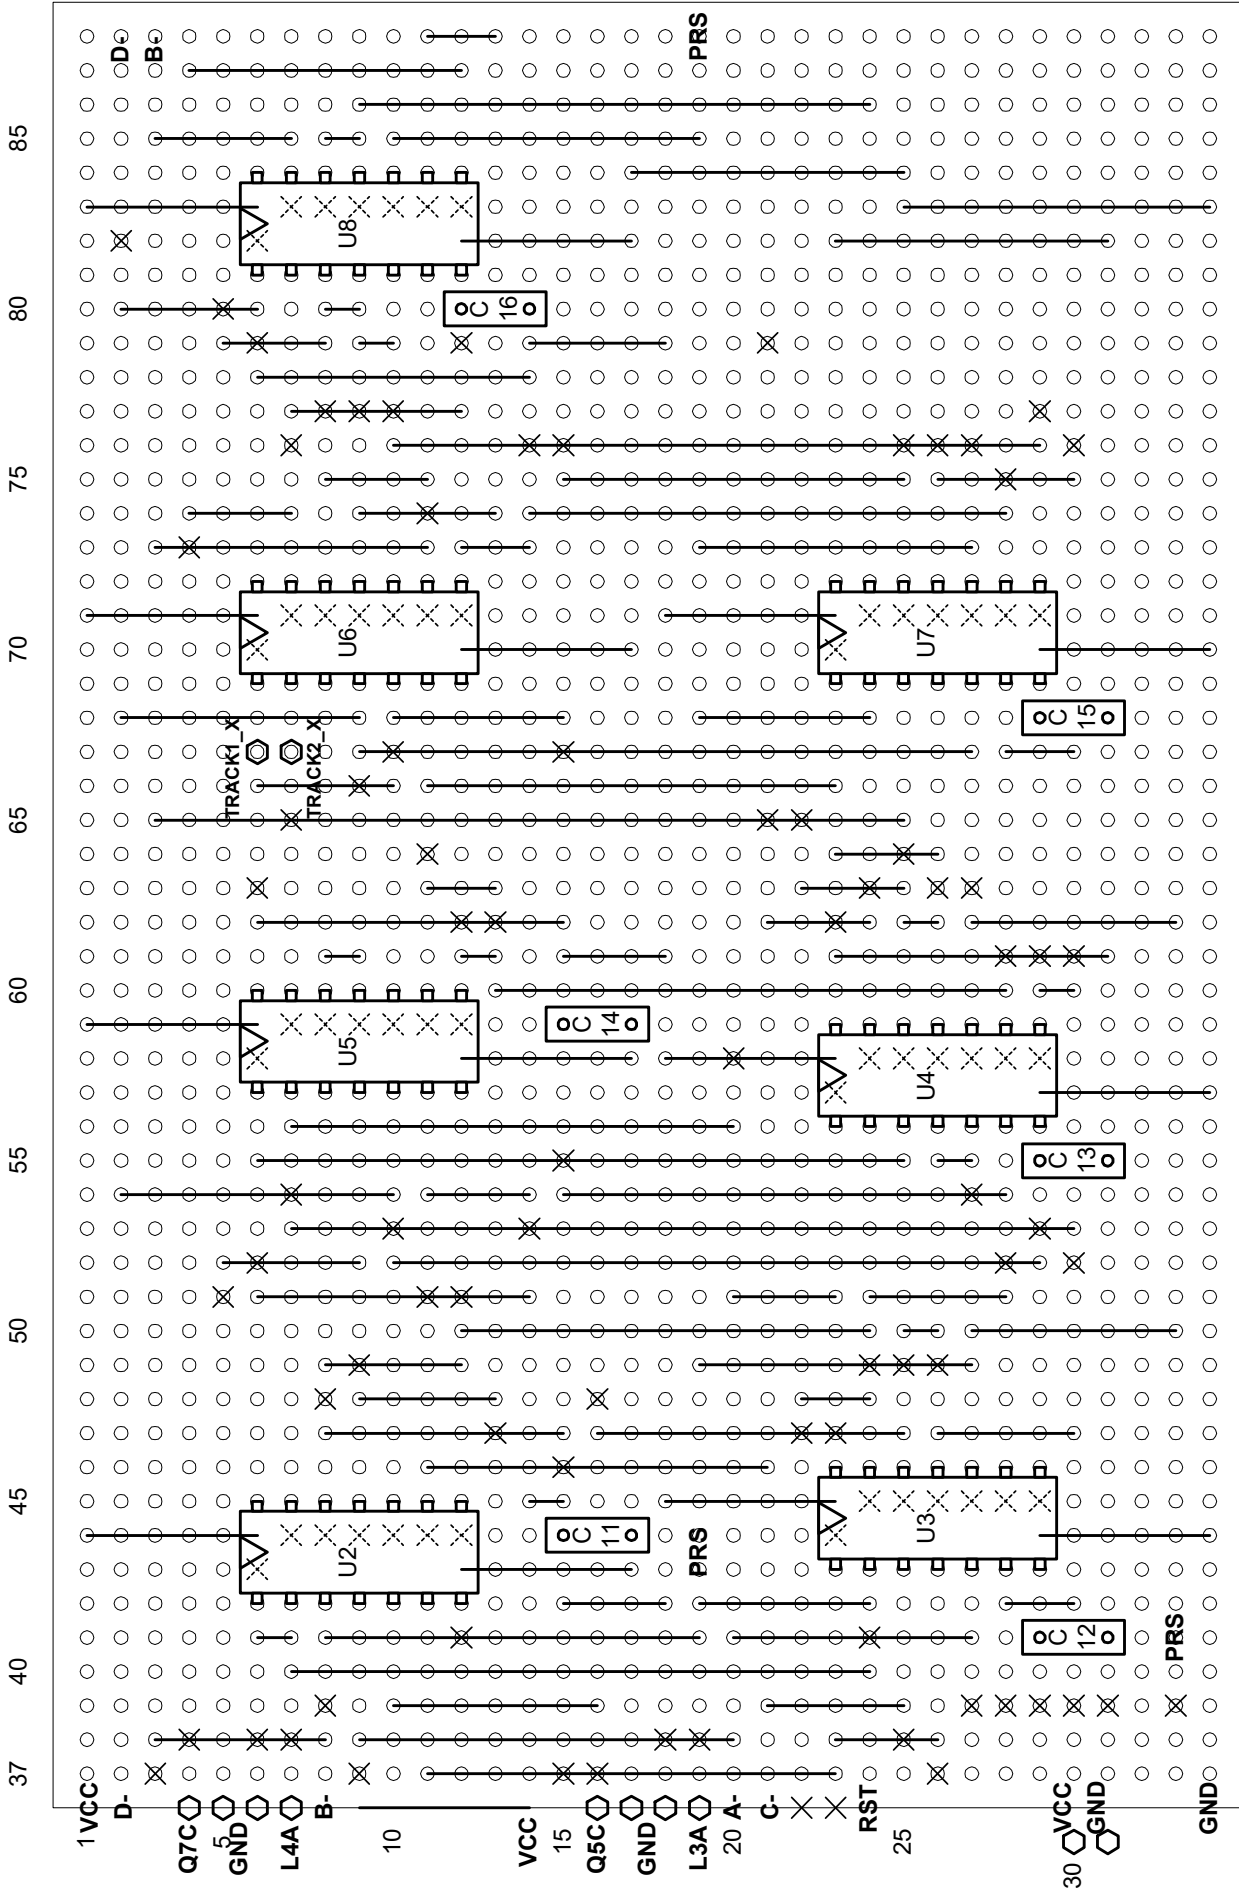 85
80
75
70
65
60
55
50
45
40
37
D-
B-
PRS
U8
C 16
U6
U7
TRACK1_X
TRACK2_X
C 15
U5
C 14
U4
C 13
U2
C 11
PRS
U3
C 12
PRS
1
VCC
D-
Q7C
5
GND
L4A
B-
10
VCC
15
Q5C
GND
L3A
20
A-
C-
RST
25
30
VCC
GND
GND